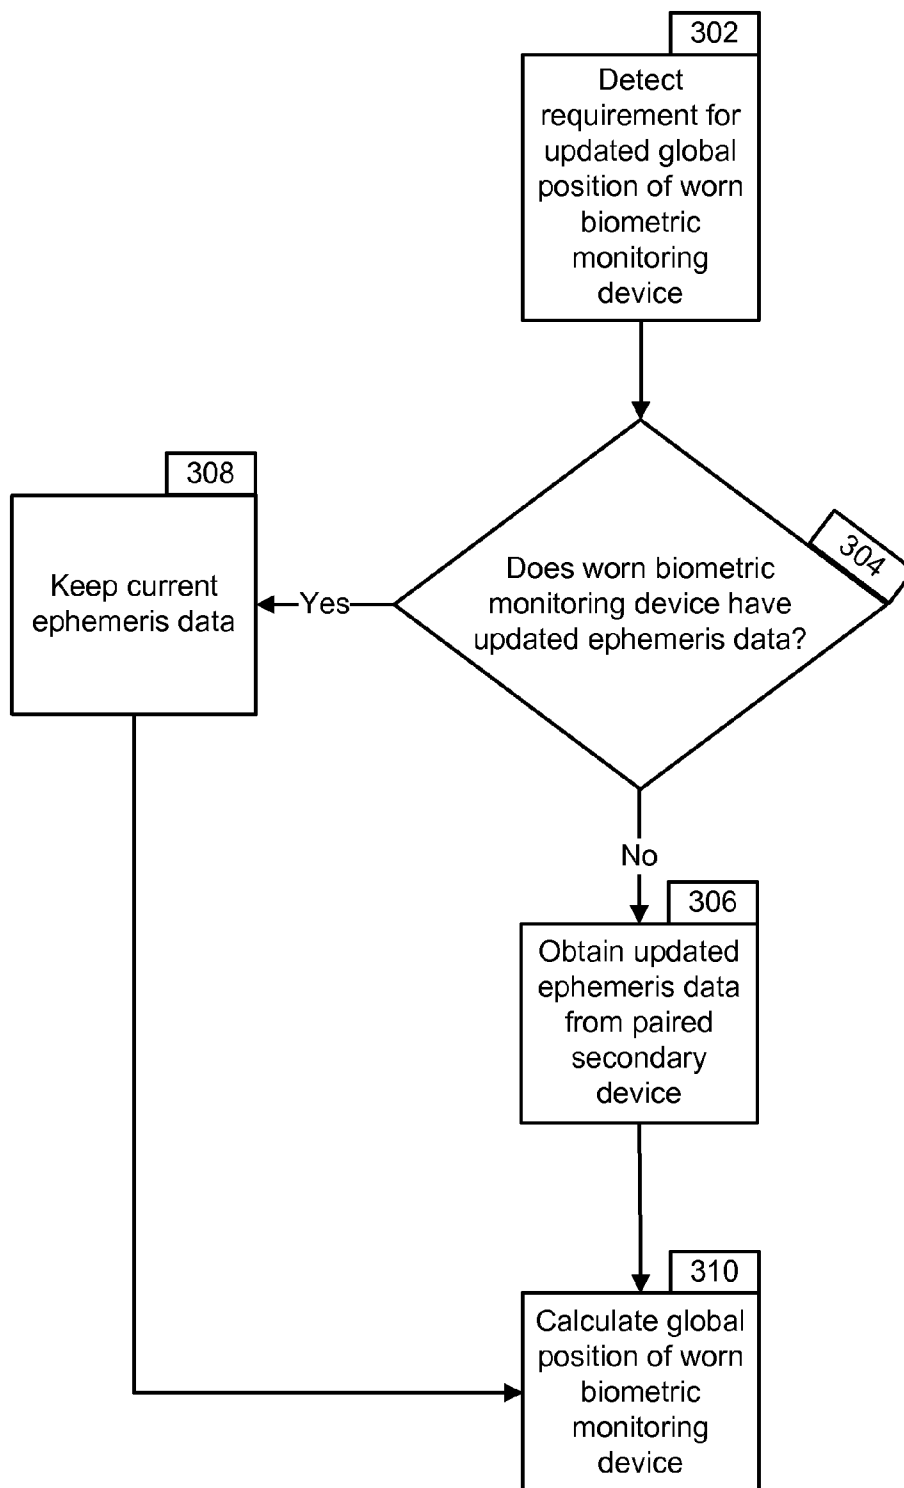 302
Detect
requirement for
updated global
position of worn
biometric
monitoring
device
304
Does worn biometric
monitoring device have
updated ephemeris data?
Yes
308
Keep current
ephemeris data
No
306
Obtain updated
ephemeris data
from paired
secondary
device
310
Calculate global
position of worn
biometric
monitoring
device